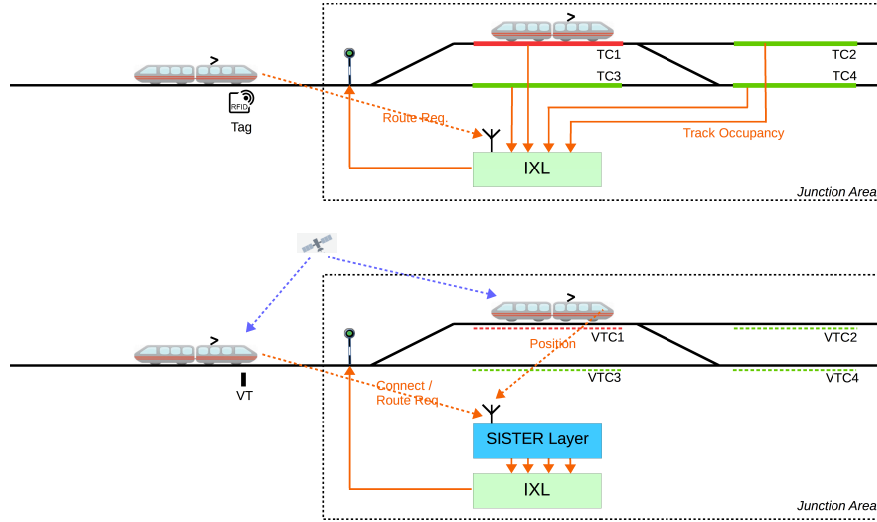 >
>
TC1
TC2
TC3
TC4
RFID
Tag
Route Req.
Track Occupancy
IXL
Junction Area
>
>
VTC1
VTC2
Position
VTC3
VTC4
VT
Connect /
Route Req.
SISTER Layer
IXL
Junction Area